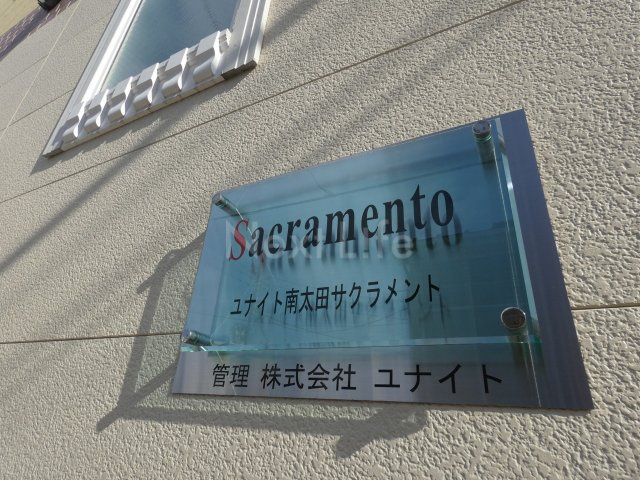 Sacramento
ユナイト南太田サクラメント
管理 株式会社 ユナイト